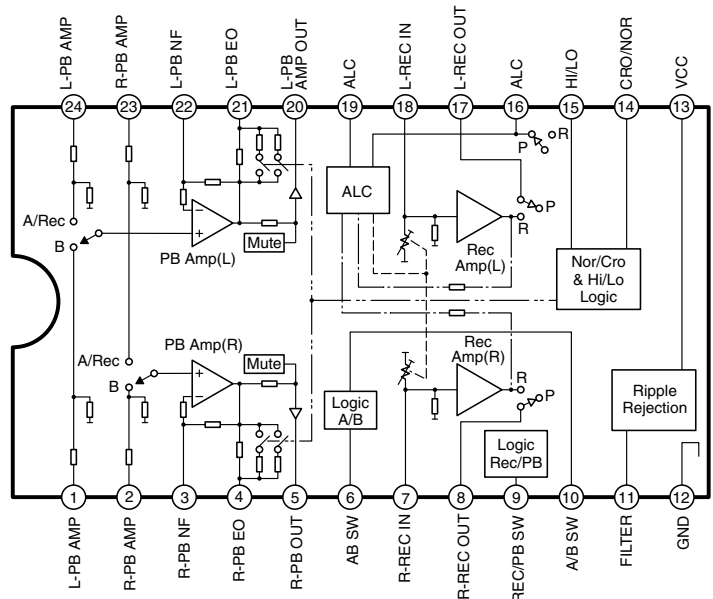 L-PB AMP
R-PB AMP
L-PB NF
L-PB EO
L-PB
AMP OUT
ALC
L-REC IN
L-REC OUT
ALC
HI/LO
CRO/NOR
VCC
24
23
22
21
20
19
18
17
16
15
14
13
R
P
ALC
A/Rec
B
−
+
PB Amp(L)
Mute
P
R
Rec
Amp(L)
Nor/Cro
& Hi/Lo
Logic
A/Rec
B
PB Amp(R)
+
−
Mute
Rec
Amp(R)
R
P
Logic
A/B
Logic
Rec/PB
Ripple
Rejection
1
2
3
4
5
6
7
8
9
10
11
12
L-PB AMP
R-PB AMP
R-PB NF
R-PB EO
R-PB OUT
AB SW
R-REC IN
R-REC OUT
REC/PB SW
A/B SW
FILTER
GND